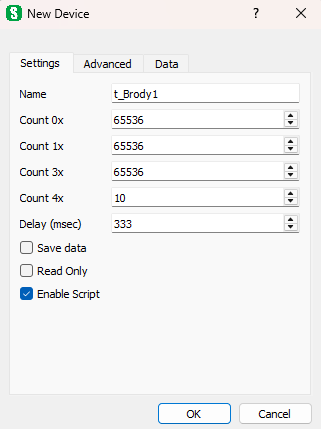 New Device
?
Settings Advanced Data
Name t_Brody1
Count 0x 65536
Count 1x 65536
Count 3x 65536
Count 4x 10
Delay (msec) 333
Save data
Read Only
Enable Script
OK Cancel